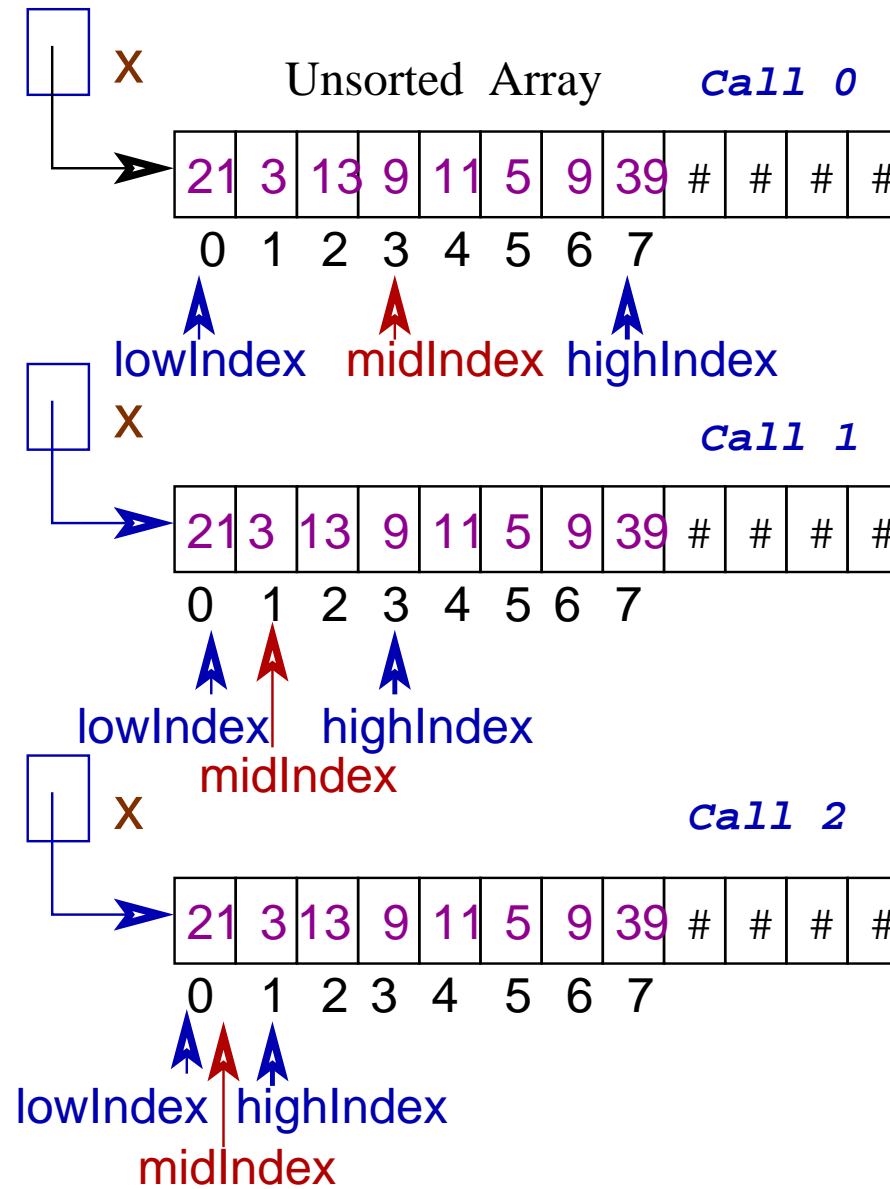 X
Unsorted Array Call 0
21 3 13 9 11 5 9 39 # # # #
0 1 2 3 4 5 6 7
lowIndex midIndex highIndex
X
Call 1
21 3 13 9 11 5 9 39 # # # #
0 1 2 3 4 5 6 7
lowIndex highIndex
midIndex
X
Call 2
21 3 13 9 11 5 9 39 # # # #
0 1 2 3 4 5 6 7
lowIndex highIndex
midIndex